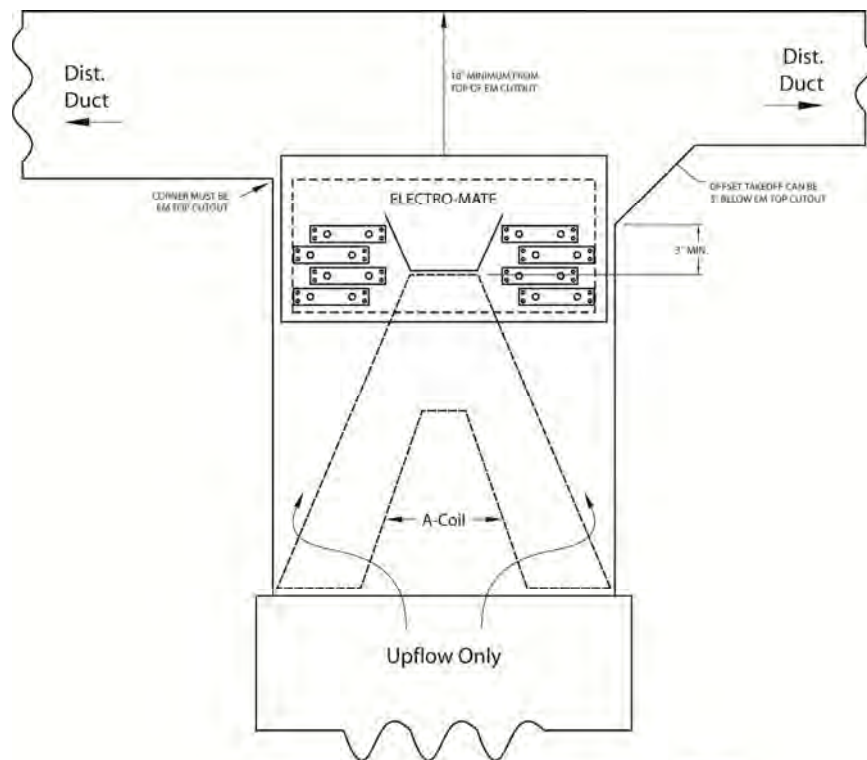 Dist.
Duct
Dist.
Duct
10" MINIMUM FROM
TOP OF EM CUTOUT
CORNER MUST BE
EM TOP CUTOUT
ELECTRO-MATE
OFFSET TAKEOFF CAN BE
3" BELOW EM TOP CUTOUT
3" MIN.
A-Coil
Upflow Only